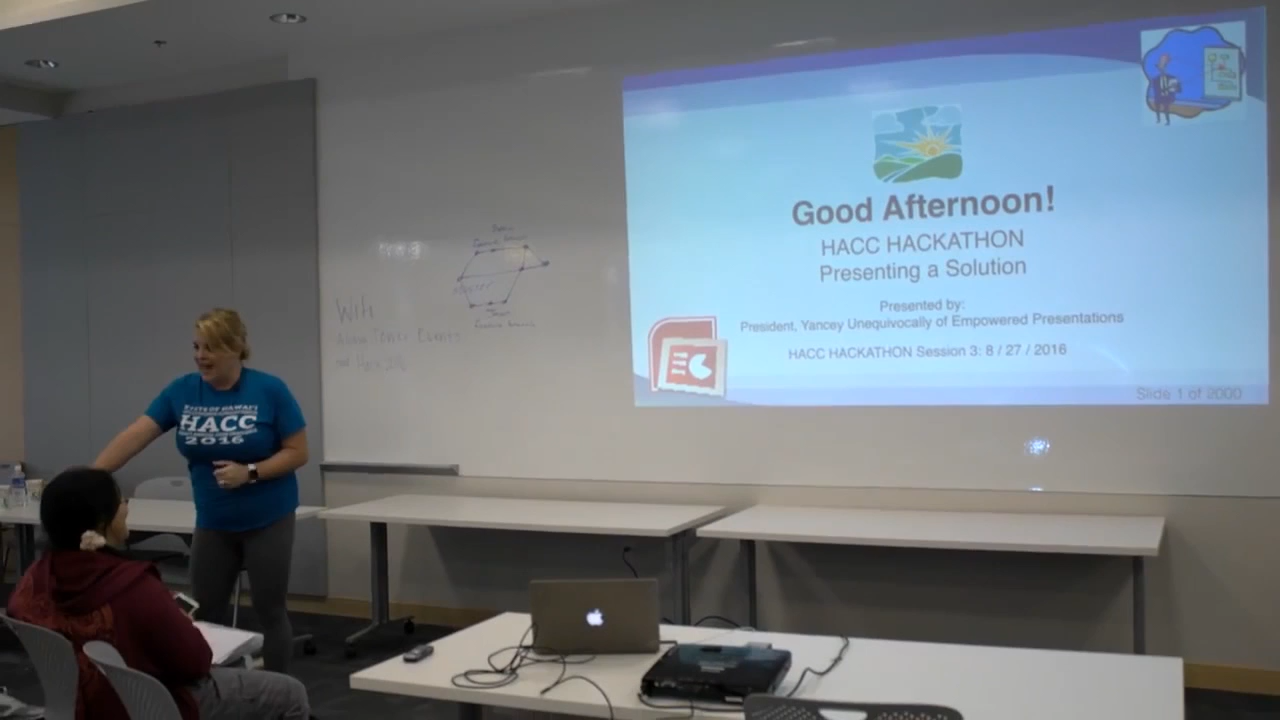 Good Afternoon!
HACC HACKATHON
Presenting a Solution
Presented by:
President, Yancey Unequivocally of Empowered Presentations
HACC HACKATHON Session 3: 8 / 27 / 2016
Slide 1 of 2000
Wifi
STATE OF HAWAI'I
HACC
2016